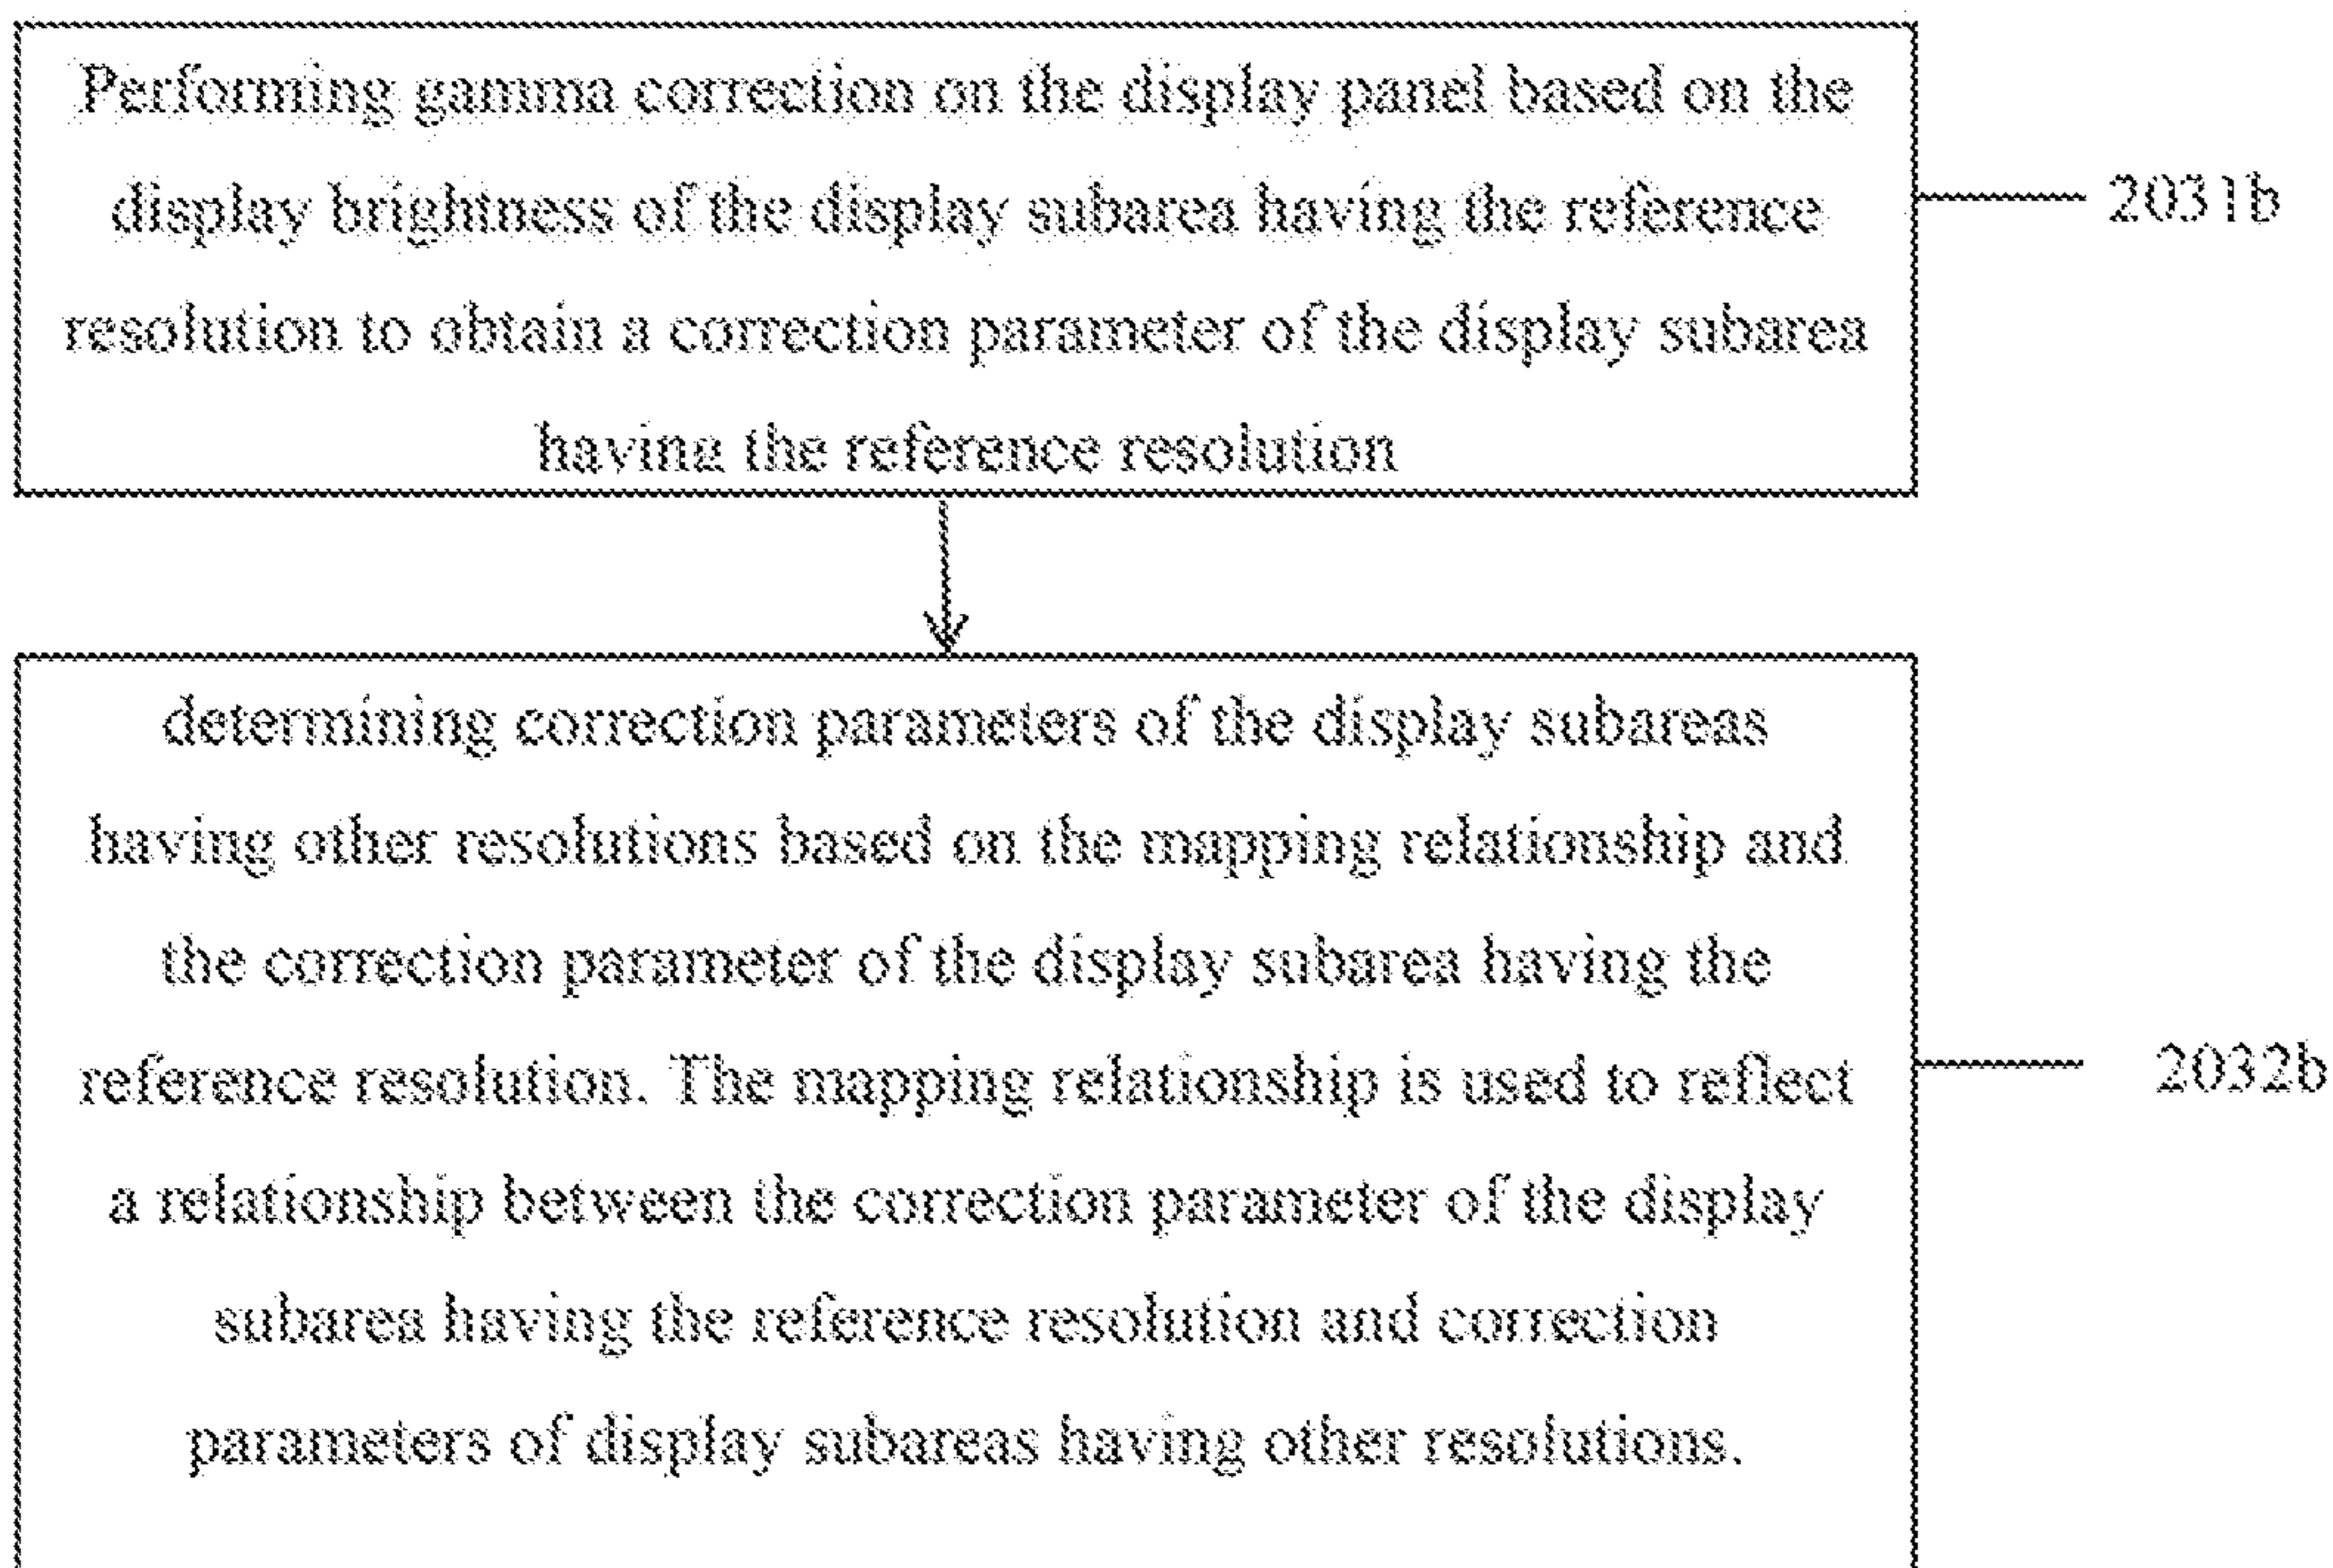 Performing gamma correction on the display panel based on the
display brightness of the display subarea having the reference
resolution to obtain a correction parameter of the display subarea
having the reference resolution
2031b
determining correction parameters of the display subareas
having other resolutions based on the mapping relationship and
the correction parameter of the display subarea having the
reference resolution. The mapping relationship is used to reflect
a relationship between the correction parameter of the display
subarea having the reference resolution and correction
parameters of display subareas having other resolutions.
2032b